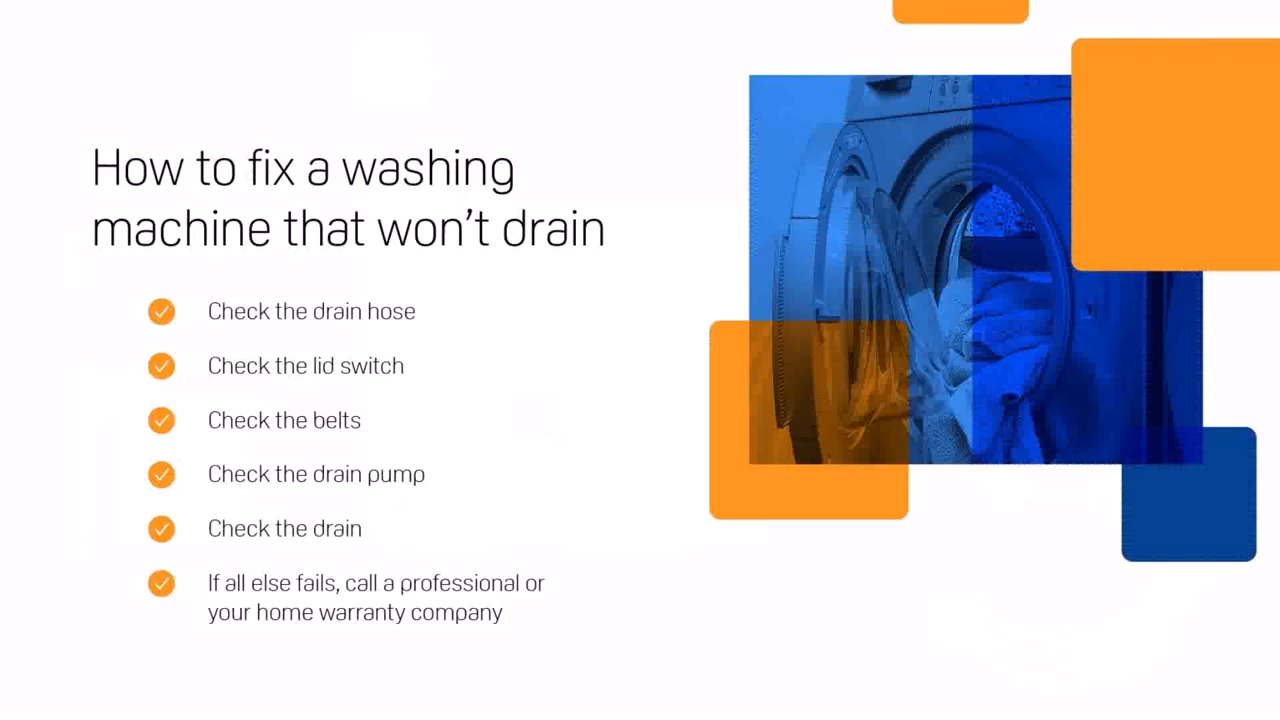 How to fix a washing
machine that won't drain
Check the drain hose
Check the lid switch
Check the belts
Check the drain pump
Check the drain
If all else fails, call a professional or
your home warranty company